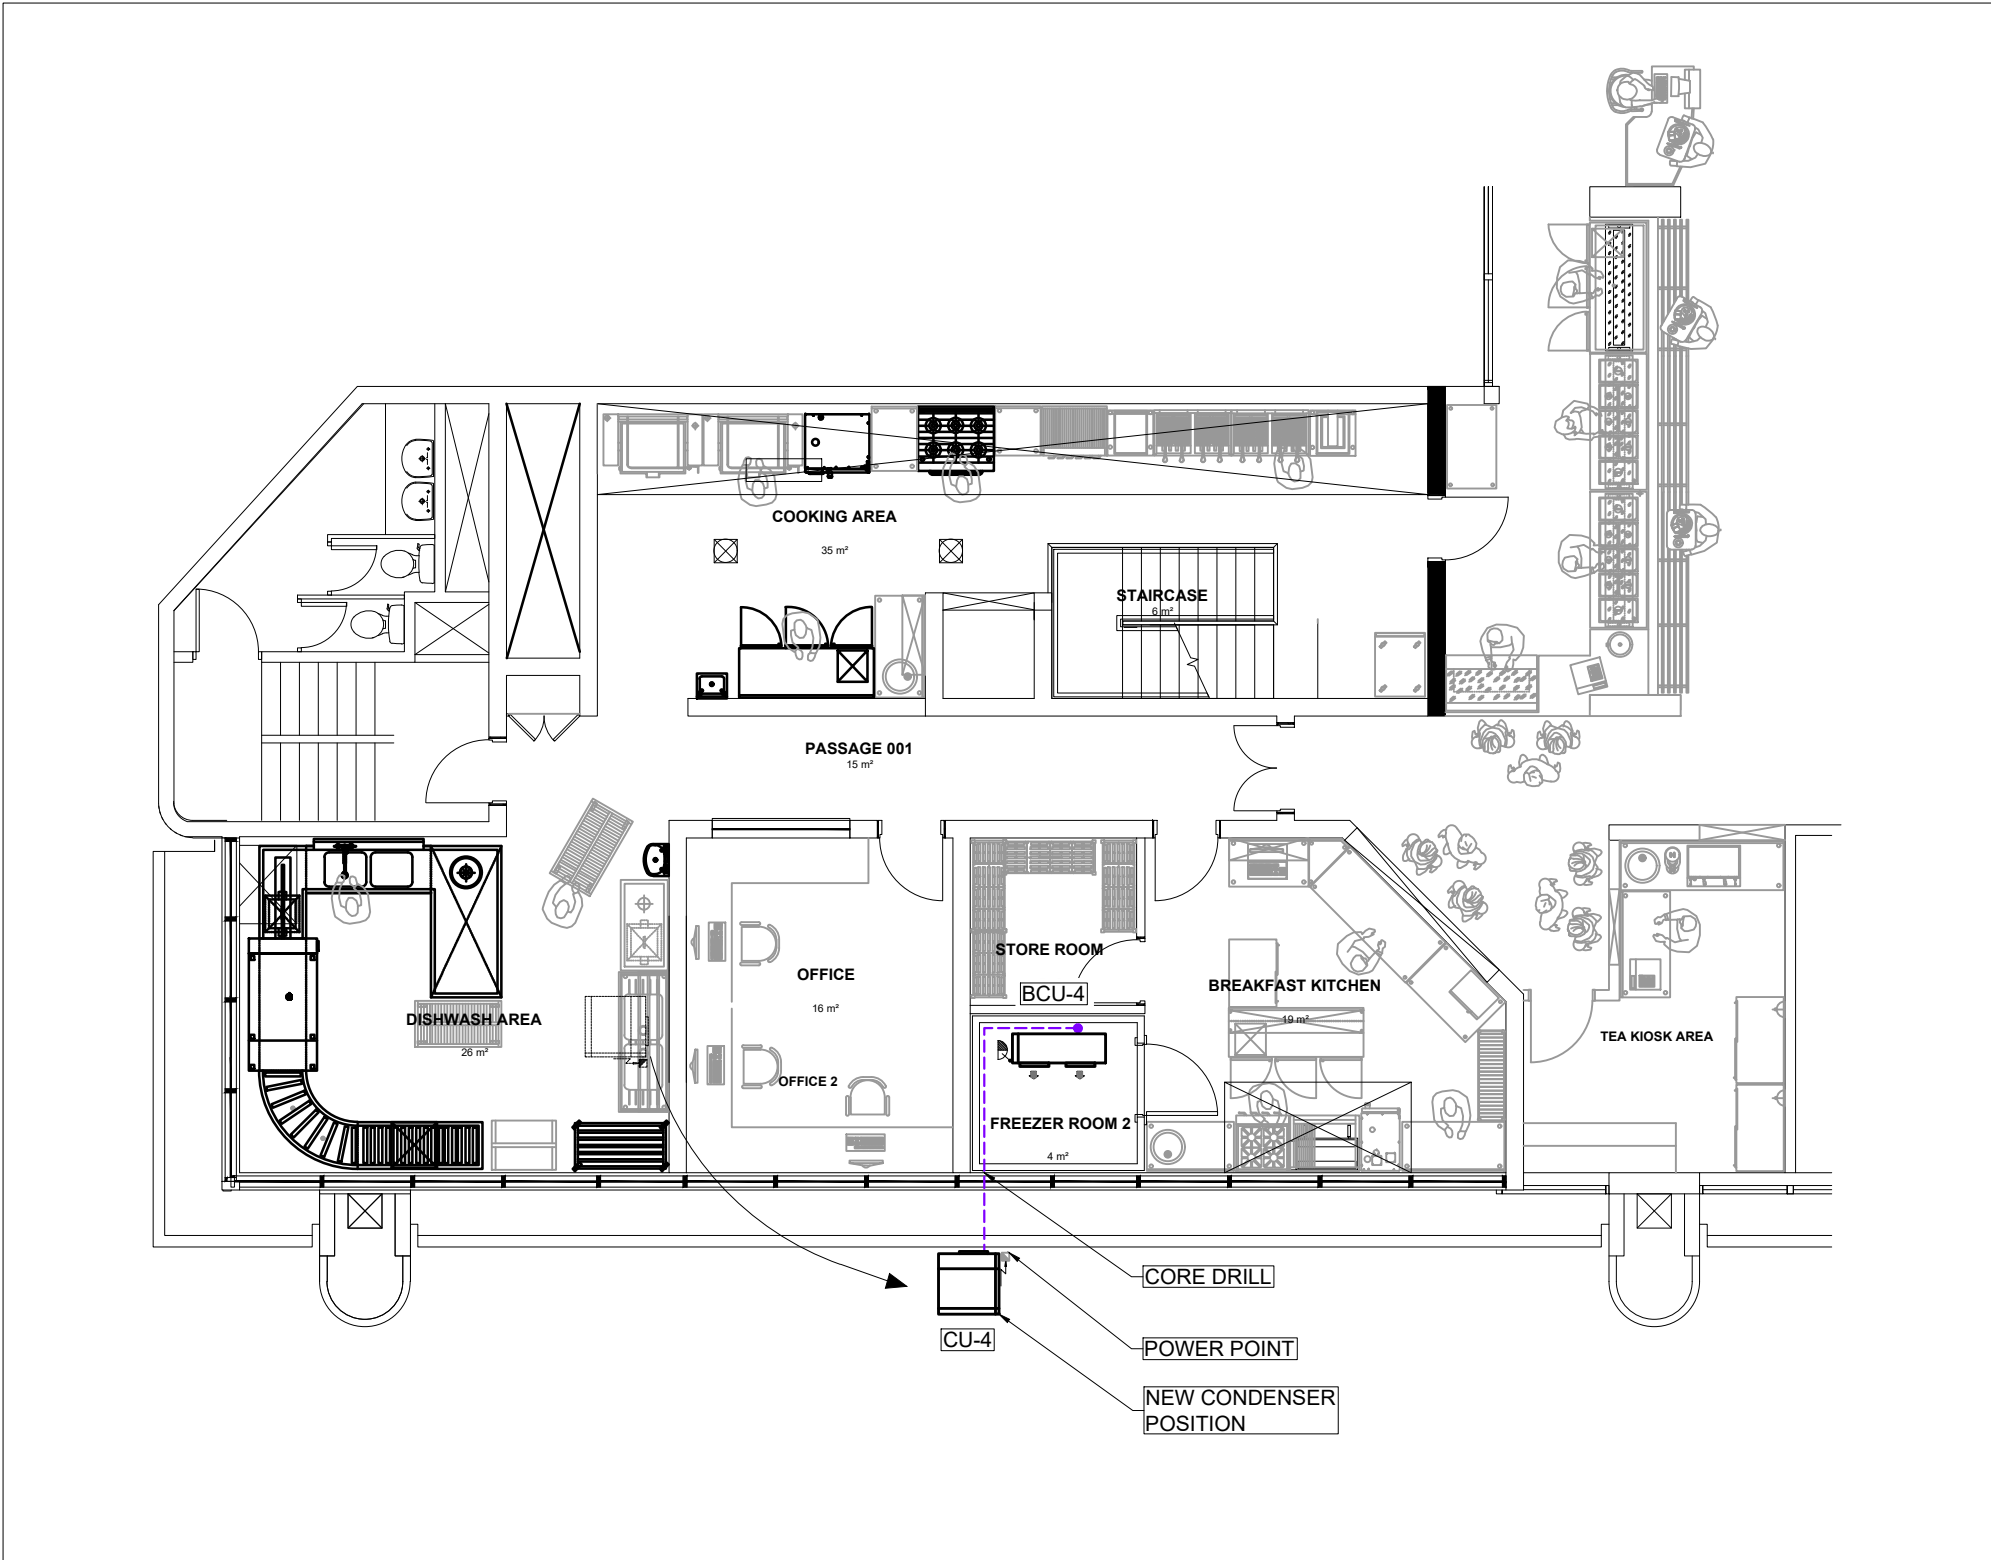 COOKING AREA
35 m²
STAIRCASE
6 m²
PASSAGE 001
15 m²
STORE ROOM
OFFICE
BREAKFAST KITCHEN
BCU-4
16 m²
DISHWASH AREA
19 m²
26 m²
TEA KIOSK AREA
OFFICE 2
FREEZER ROOM 2
4 m²
CORE DRILL
CU-4
POWER POINT
NEW CONDENSER
POSITION